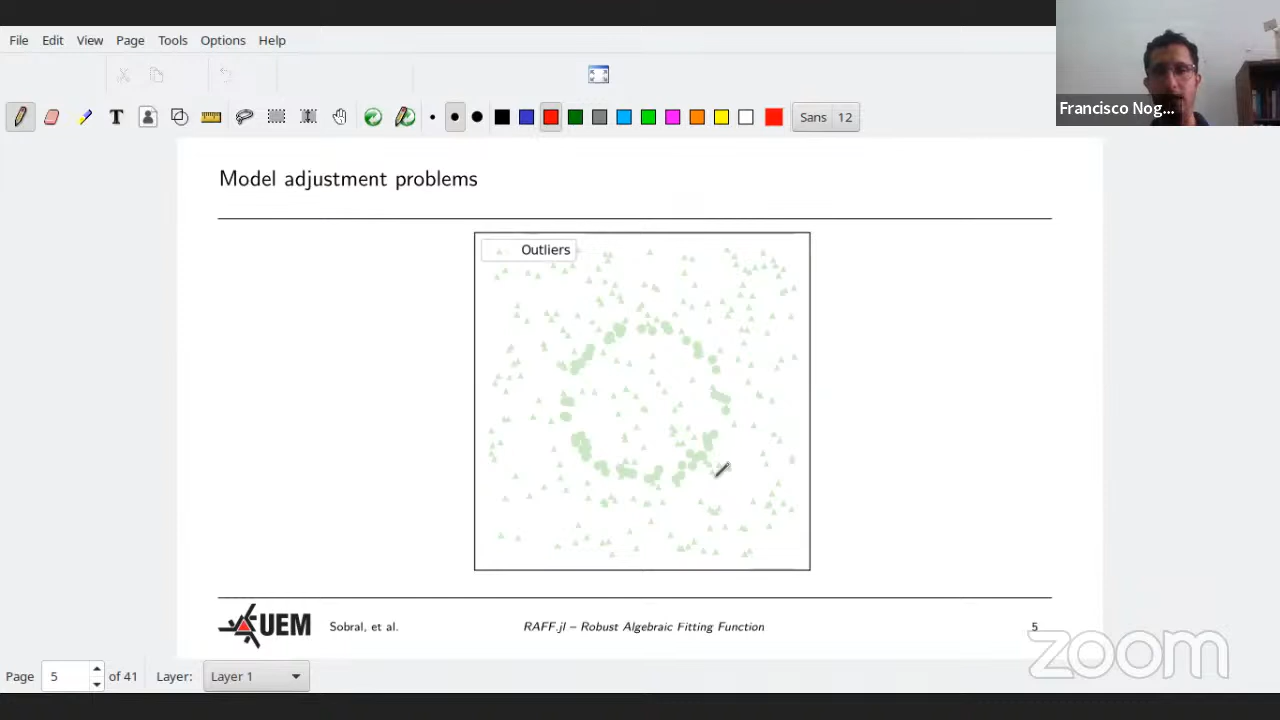 File Edit View Page Tools Options Help
Francisco Nog...
T
Sans 12
Model adjustment problems
Outliers
UEM
Sobral, et al.
RAFF.jl – Robust Algebraic Fitting Function
5
zoom
Page 5 of 41 Layer: Layer 1